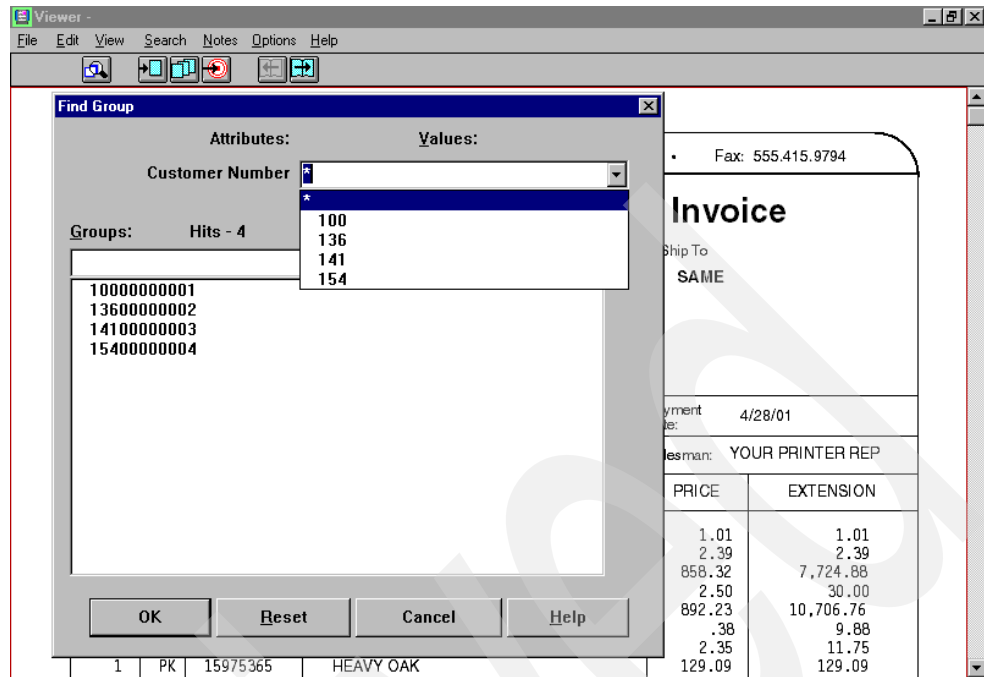 Viewer -
File Edit View Search Notes Options Help
Find Group
Attributes: Values:
Customer Number *
*
100
136
141
154
Groups: Hits - 4
10000000001
13600000002
14100000003
15400000004
OK Reset Cancel Help
• Fax: 555.415.9794
Invoice
Ship To
SAME
yment
te: 4/28/01
lesman: YOUR PRINTER REP
PRICE EXTENSION
1.01 1.01
2.39 2.39
858.32 7,724.88
2.50 30.00
892.23 10,706.76
.38 9.88
2.35 11.75
1 PK 15975365 HEAVY OAK 129.09 129.09